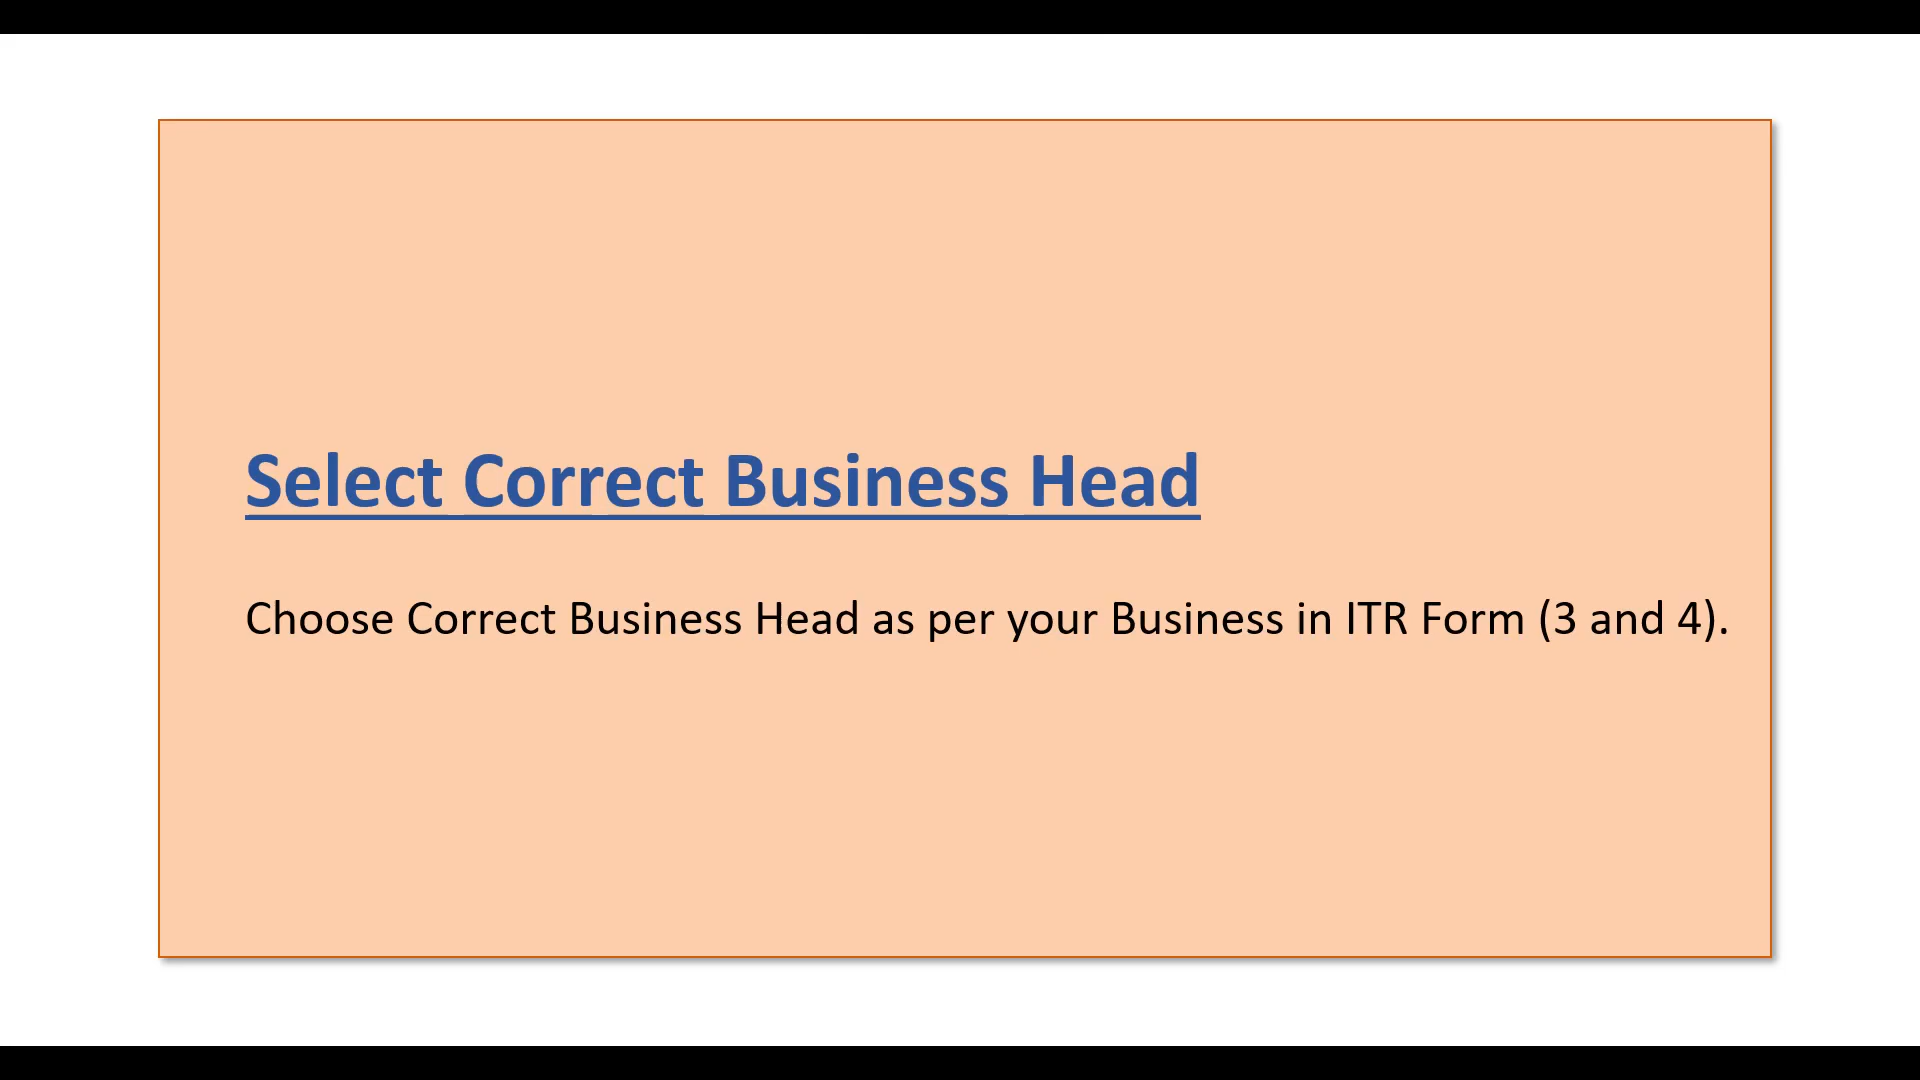 Select Correct Business Head
Choose Correct Business Head as per your Business in ITR Form (3 and 4).